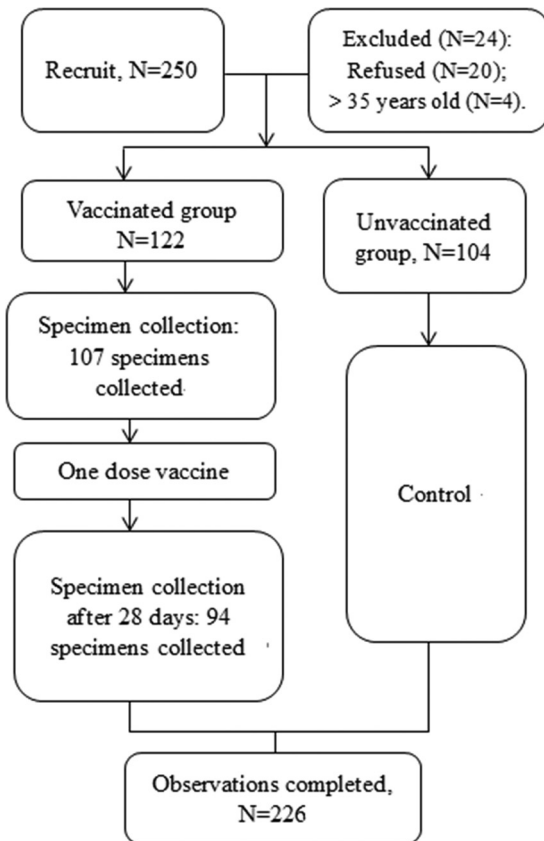 Recruit, N=250
Excluded (N=24):
Refused (N=20);
> 35 years old (N=4).
Vaccinated group
N=122
Unvaccinated
group, N=104
Specimen collection:
107 specimens
collected
One dose vaccine
Control
Specimen collection
after 28 days: 94
specimens collected
Observations completed,
N=226